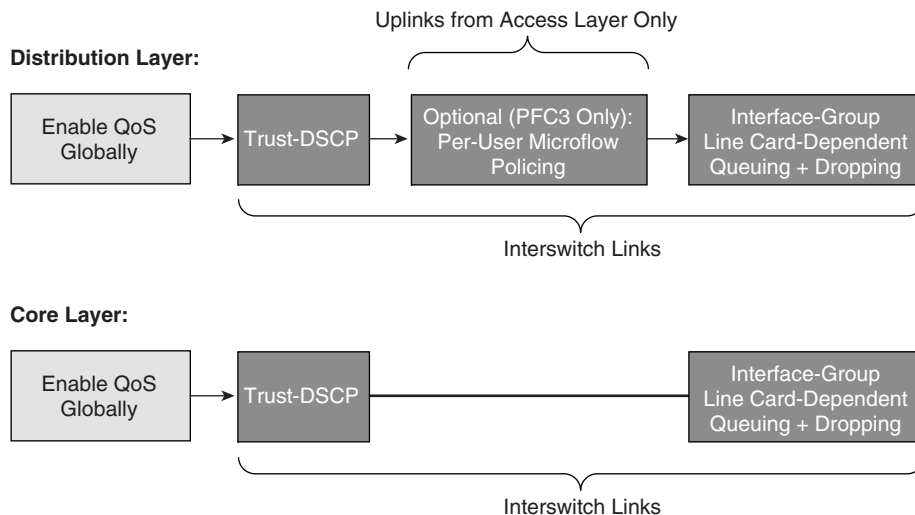 Uplinks from Access Layer Only
Distribution Layer:
Enable QoS
Globally
Trust-DSCP
Optional (PFC3 Only):
Per-User Microflow
Policing
Interface-Group
Line Card-Dependent
Queuing + Dropping
Interswitch Links
Core Layer:
Enable QoS
Globally
Trust-DSCP
Interface-Group
Line Card-Dependent
Queuing + Dropping
Interswitch Links